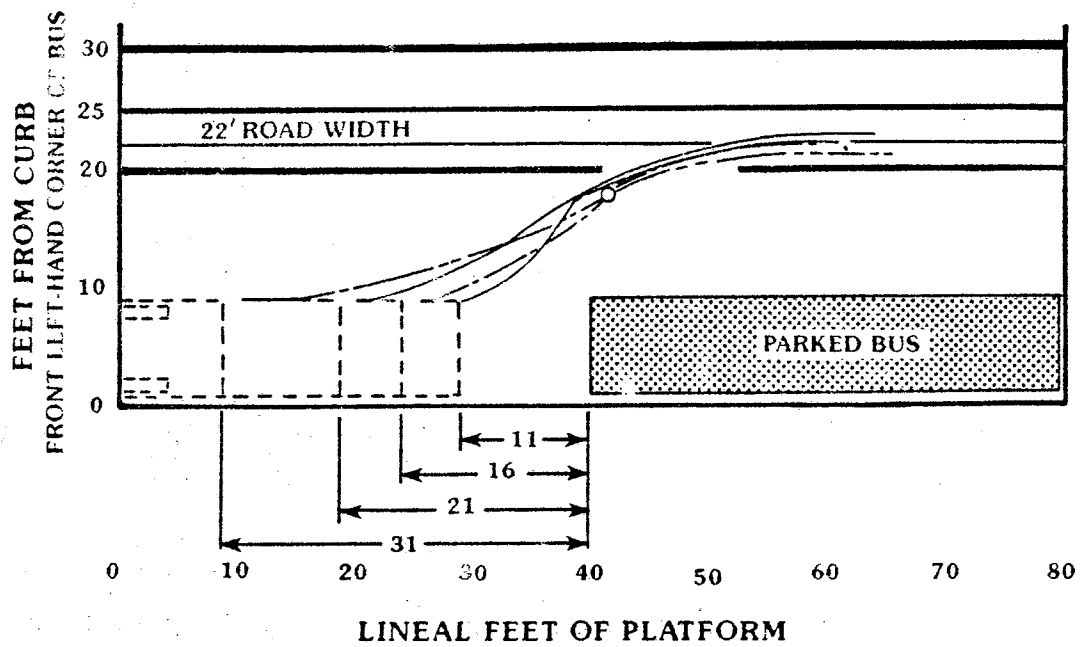 FEET FROM CURB
FRONT LEFT-HAND CORNER OF BUS
30
25
22' ROAD WIDTH
20
10
PARKED BUS
0
11
16
21
31
0 10 20 30 40 50 60 70 80
LINEAL FEET OF PLATFORM